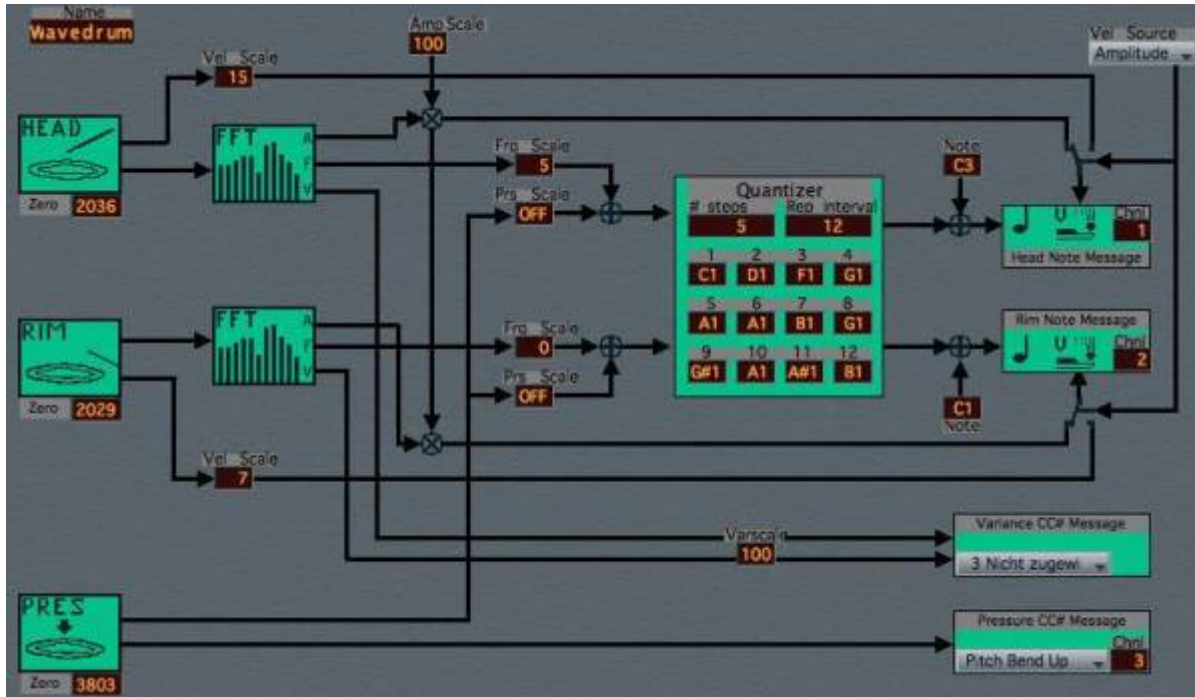 Name
Wavedrum
Amp Scale
100
Vel Source
Amplitude
Vel Scale
15
HEAD
Zero 2036
FFT
A
F
V
Frq Scale
5
Prs Scale
OFF
Quantizer
# steps Rep interval
5 12
1 2 3 4
C1 D1 F1 G1
5 6 7 8
A1 A1 B1 G1
9 10 11 12
G#1 A1 A#1 B1
Note
C3
Chnl
1
Head Note Message
RIM
Zero 2029
FFT
A
F
V
Frq Scale
0
Prs Scale
OFF
Rim Note Message
Chnl
2
C1
Note
Vel Scale
7
Varscale
100
Variance CC# Message
3 Nicht zugewi
PRES
Zero 3803
Pressure CC# Message
Chnl
Pitch Bend Up 3